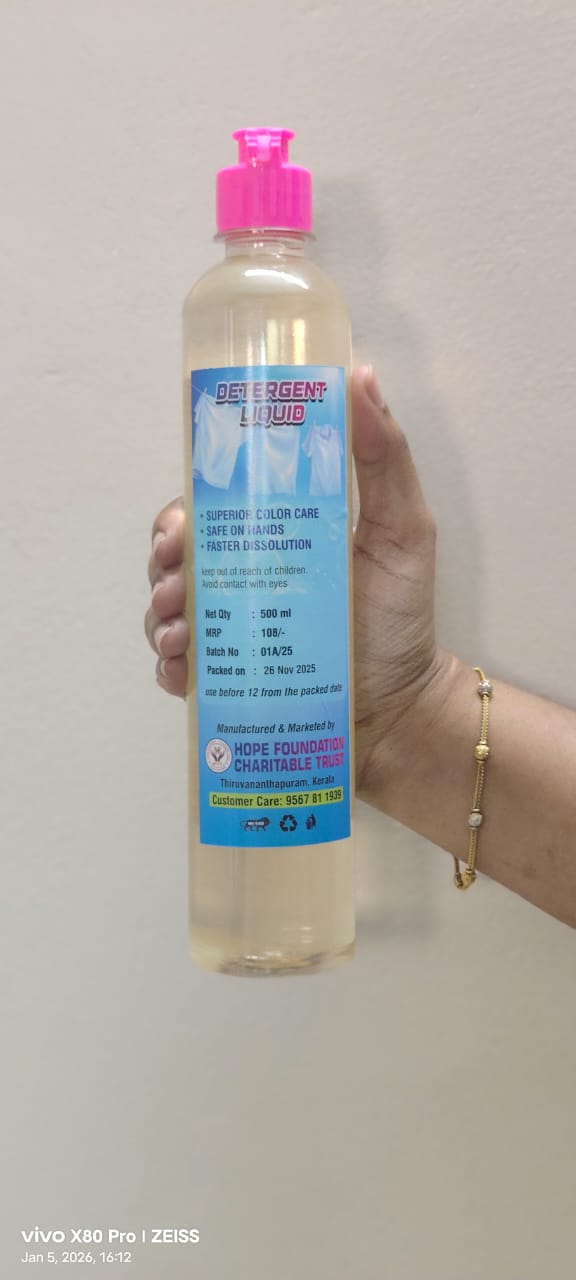 DETERGENT
LIQUID
• SUPERIOR COLOR CARE
• SAFE ON HANDS
• FASTER DISSOLUTION
keep out of reach of children.
Avoid contact with eyes
Net Qty : 500 ml
MRP : 108/-
Batch No : 01A/25
Packed on : 26 Nov 2025
use before 12 from the packed date
Manufactured & Marketed by
HOPE FOUNDATION
CHARITABLE TRUST
Thiruvananthapuram, Kerala
Customer Care: 9567 81 1939
vivo X80 Pro | ZEISS
Jan 5, 2026, 16:12